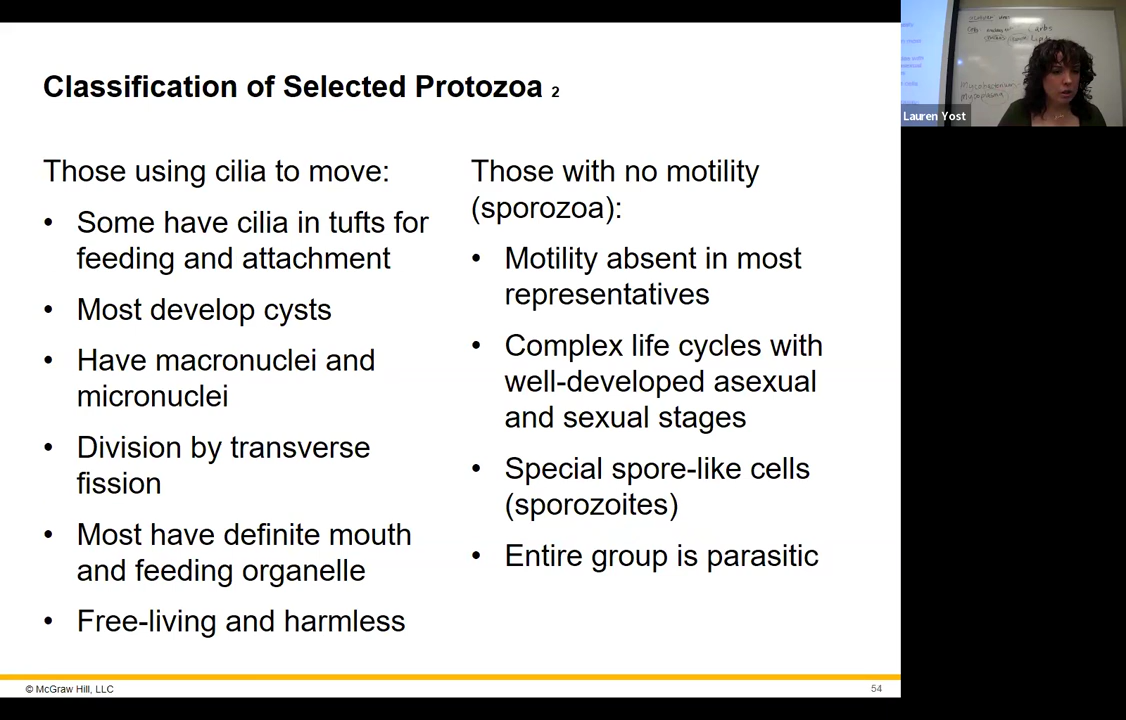 Classification of Selected Protozoa 2
Those using cilia to move:
• Some have cilia in tufts for
feeding and attachment
• Most develop cysts
• Have macronuclei and
micronuclei
• Division by transverse
fission
• Most have definite mouth
and feeding organelle
• Free-living and harmless
Those with no motility
(sporozoa):
• Motility absent in most
representatives
• Complex life cycles with
well-developed asexual
and sexual stages
• Special spore-like cells
(sporozoites)
• Entire group is parasitic
© McGraw Hill, LLC
54
Carbs
Mycobacterium
Mycoplasma
Lauren Yost